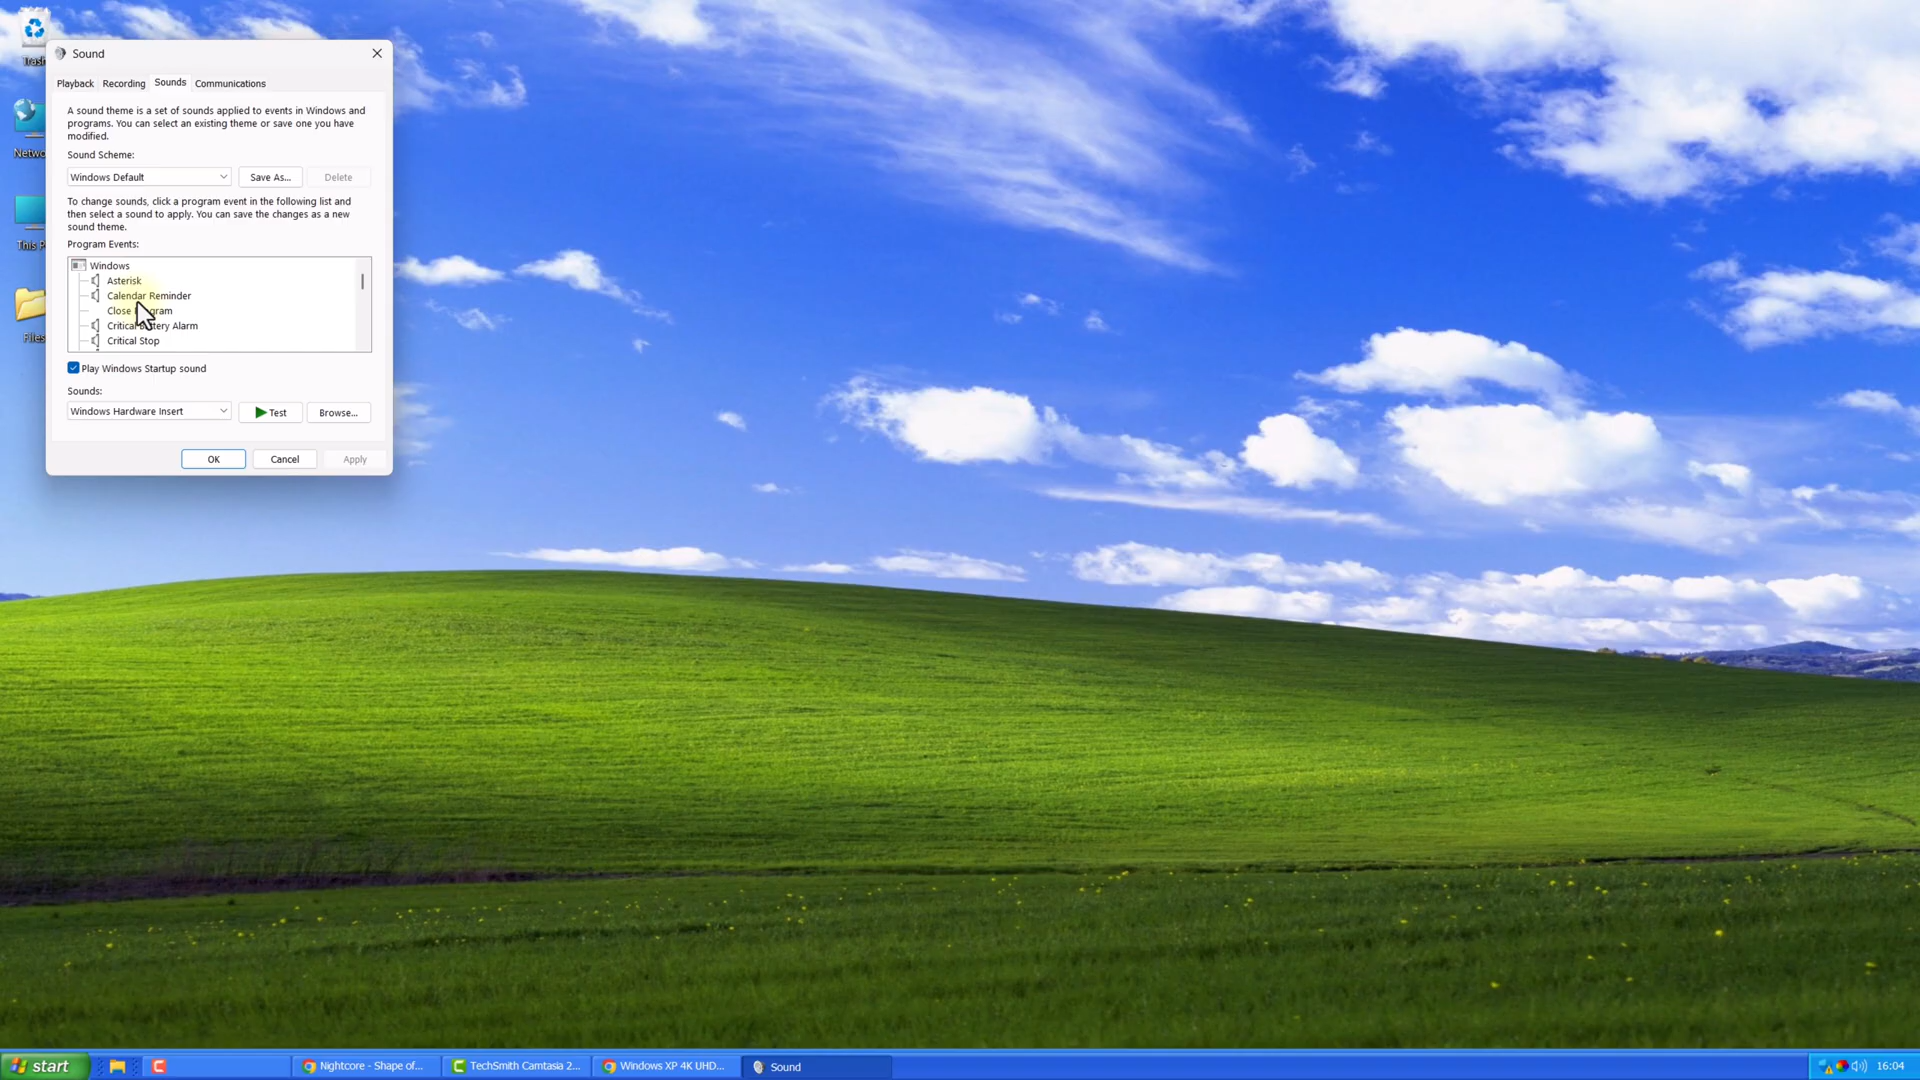 Sound
Playback Recording Sounds Communications
A sound theme is a set of sounds applied to events in Windows and
programs. You can select an existing theme or save one you have
modified.
Sound Scheme:
Windows Default Save As... Delete
To change sounds, click a program event in the following list and
then select a sound to apply. You can save the changes as a new
sound theme.
Program Events:
Windows
Asterisk
Calendar Reminder
Close
Critical Alarm
Critical Stop
Play Windows Startup sound
Sounds:
Windows Hardware Insert Test Browse...
OK Cancel Apply
Trash
Netwo
This P
Files
start Nightcore - Shape of... TechSmith Camtasia 2... Windows XP 4K UHD... Sound 16:04